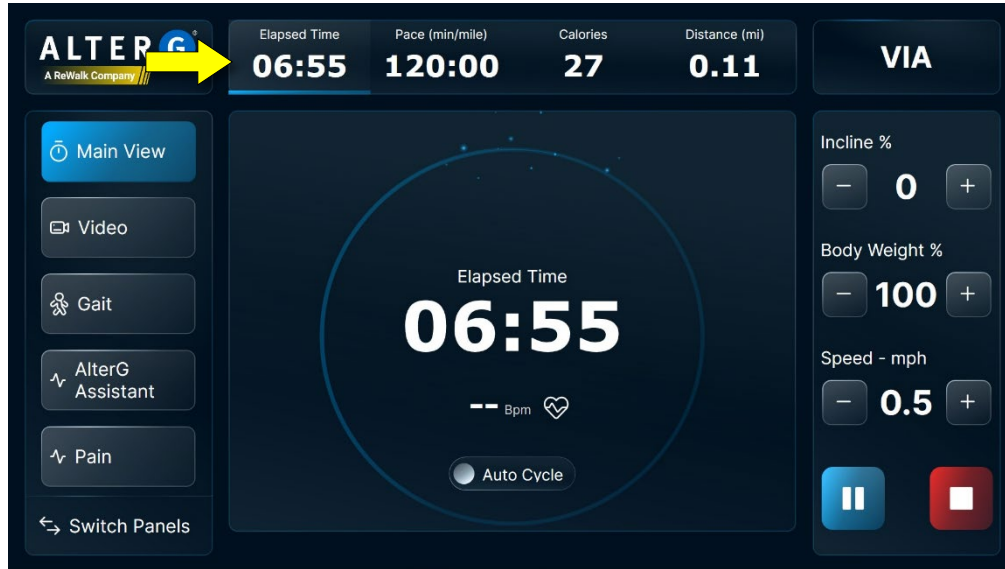 ALTER G®
A ReWalk Company
Elapsed Time
06:55
Pace (min/mile)
120:00
Calories
27
Distance (mi)
0.11
VIA
Main View
Video
Gait
AlterG
Assistant
Pain
Switch Panels
Elapsed Time
06:55
-- Bpm
Auto Cycle
Incline %
− 0 +
Body Weight %
− 100 +
Speed - mph
− 0.5 +